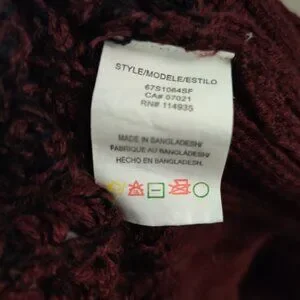 STYLE/MODELE/ESTILO
67S1064SF
CA# 07021
RN# 114935
MADE IN BANGLADESH/
FABRIQUE AU BANGLADESH/
HECHO EN BANGLADESH.